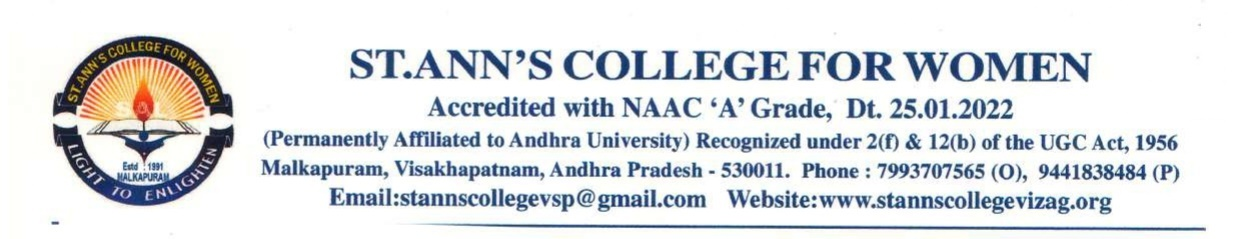 ST.ANN'S COLLEGE FOR WOMEN
S A L
Estd : 1991
MALKAPURAM
LIGHT TO ENLIGHTEN
ST.ANN'S COLLEGE FOR WOMEN
Accredited with NAAC ‘A’ Grade, Dt. 25.01.2022
(Permanently Affiliated to Andhra University) Recognized under 2(f) & 12(b) of the UGC Act, 1956
Malkapuram, Visakhapatnam, Andhra Pradesh - 530011. Phone : 7993707565 (O), 9441838484 (P)
Email:stannscollegevsp@gmail.com Website:www.stannscollegevizag.org